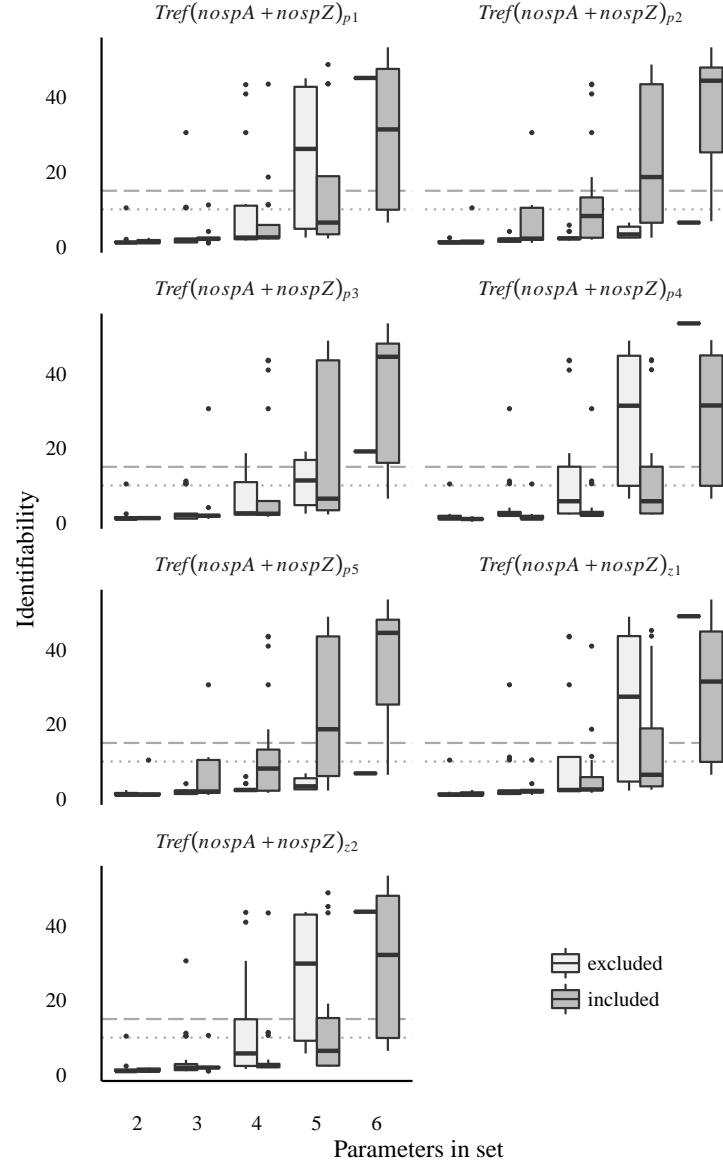 Tref(nospA + nospZ)p1 Tref(nospA + nospZ)p2
40
20
0
Tref(nospA + nospZ)p3 Tref(nospA + nospZ)p4
40
20
0
Identifiability
Tref(nospA + nospZ)p5 Tref(nospA + nospZ)z1
40
20
0
Tref(nospA + nospZ)z2
40
20
0
excluded
included
2 3 4 5 6
Parameters in set